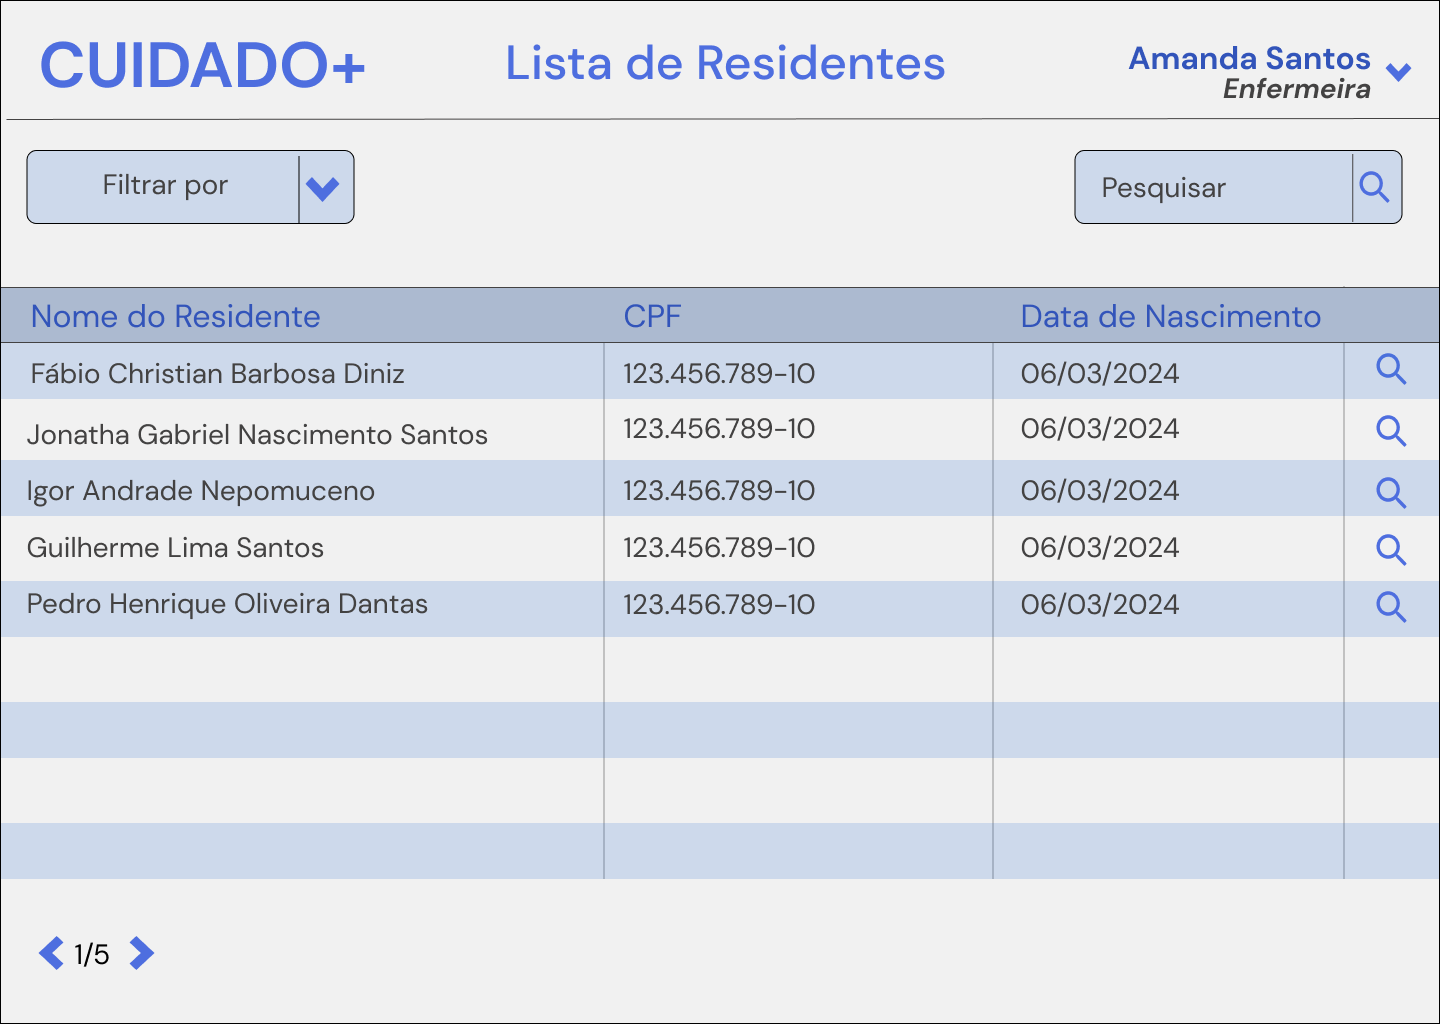 CUIDADO+
Lista de Residentes
Amanda Santos
Enfermeira
Filtrar por
Pesquisar
Nome do Residente CPF Data de Nascimento
Fábio Christian Barbosa Diniz 123.456.789-10 06/03/2024
Jonatha Gabriel Nascimento Santos 123.456.789-10 06/03/2024
Igor Andrade Nepomuceno 123.456.789-10 06/03/2024
Guilherme Lima Santos 123.456.789-10 06/03/2024
Pedro Henrique Oliveira Dantas 123.456.789-10 06/03/2024
1/5